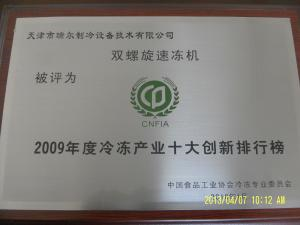 天津市瑞尔制冷设备技术有限公司
双螺旋速冻机
被评为
CNFIA
2009年度冷冻产业十大创新排行榜
中国食品工业协会冷冻专业委员会
2013/04/07 10:12 AM